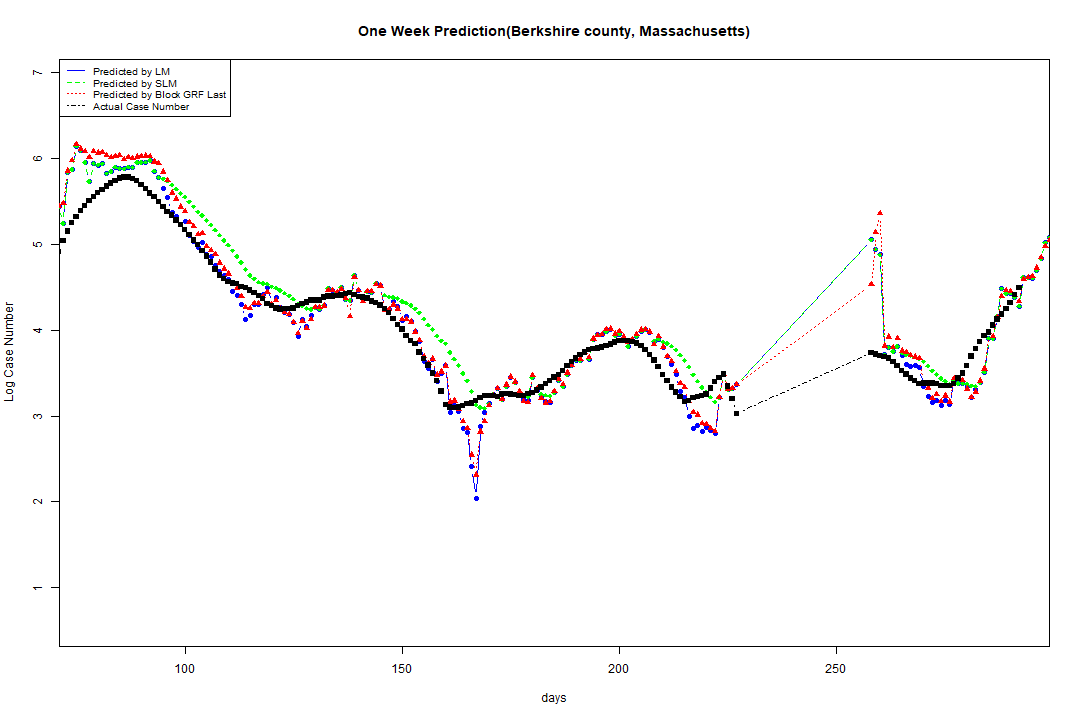 One Week Prediction(Berkshire county, Massachusetts)
Predicted by LM
Predicted by SLM
Predicted by Block GRF Last
Actual Case Number
7
6
5
4
3
2
1
Log Case Number
100
150
200
250
days